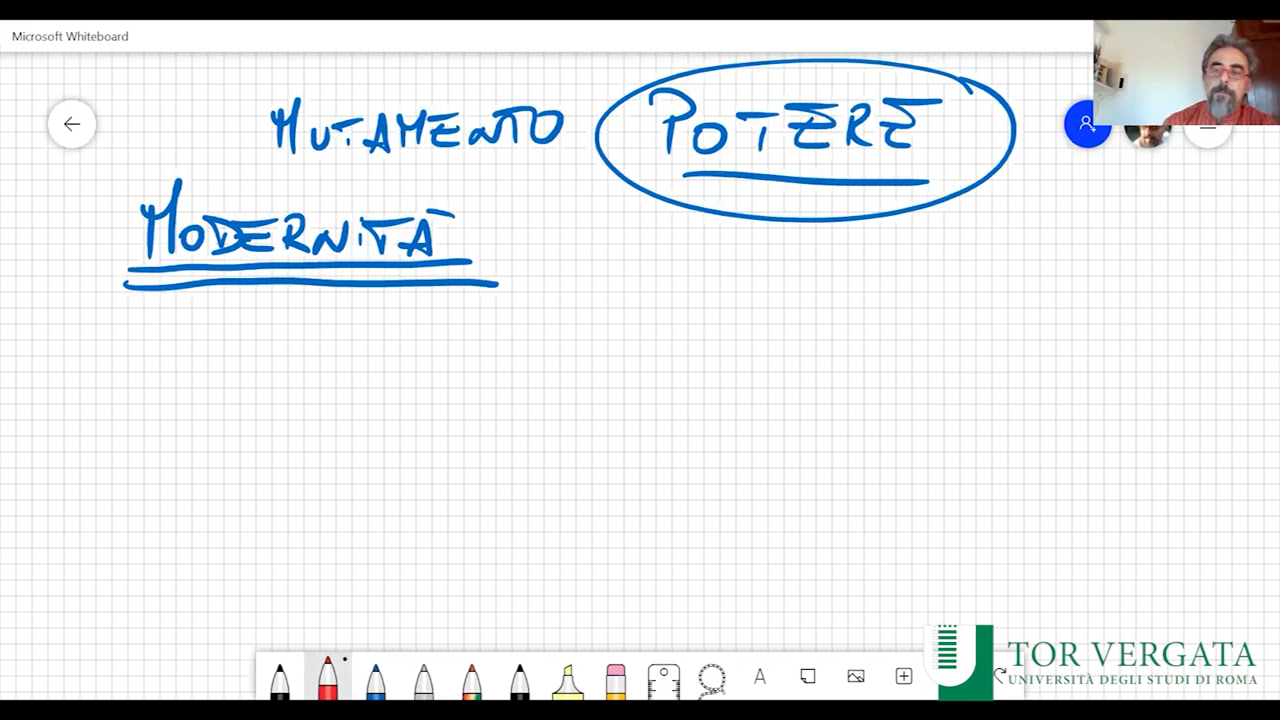 Microsoft Whiteboard
MUTAMENTO POTERE
MODERNITÀ
A
TOR VERGATA
UNIVERSITÀ DEGLI STUDI DI ROMA